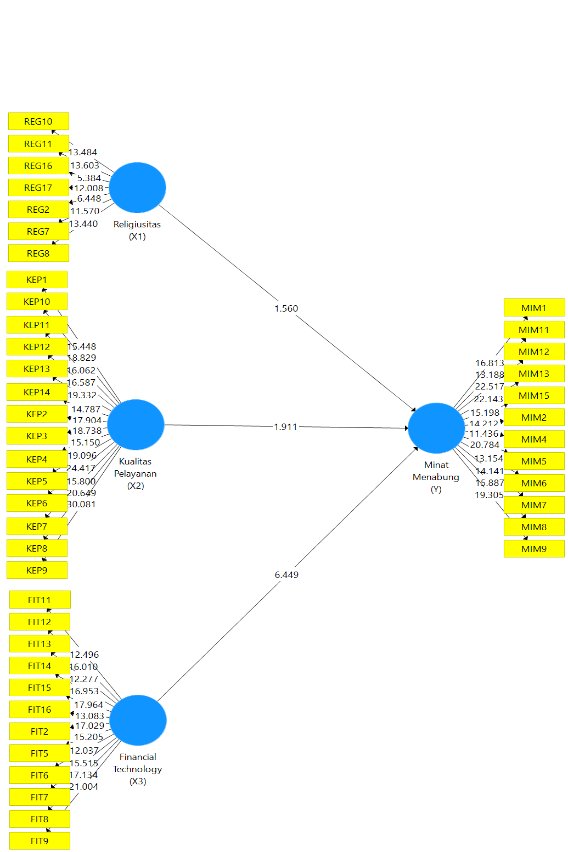 REG10
REG11
REG16
REG17
REG2
REG7
REG8
13.484
13.603
5.384
12.008
6.448
11.570
13.440
Religiusitas
(X1)
KEP1
KEP10
KEP11
KEP12
KEP13
KEP14
KEP2
KEP3
KEP4
KEP5
KEP6
KEP7
KEP8
KEP9
15.448
18.829
16.062
16.587
19.332
14.787
17.904
18.738
15.150
19.096
24.417
15.800
20.649
30.081
Kualitas
Pelayanan
(X2)
FIT11
FIT12
FIT13
FIT14
FIT15
FIT16
FIT2
FIT5
FIT6
FIT7
FIT8
FIT9
12.496
16.010
12.277
16.953
17.964
13.083
17.029
15.205
12.037
15.515
17.134
21.004
Financial
Technology
(X3)
1.560
1.911
6.449
Minat
Menabung
(Y)
16.813
13.188
22.517
22.143
15.198
14.212
11.436
20.784
13.154
14.141
15.887
19.305
MIM1
MIM11
MIM12
MIM13
MIM15
MIM2
MIM4
MIM5
MIM6
MIM7
MIM8
MIM9